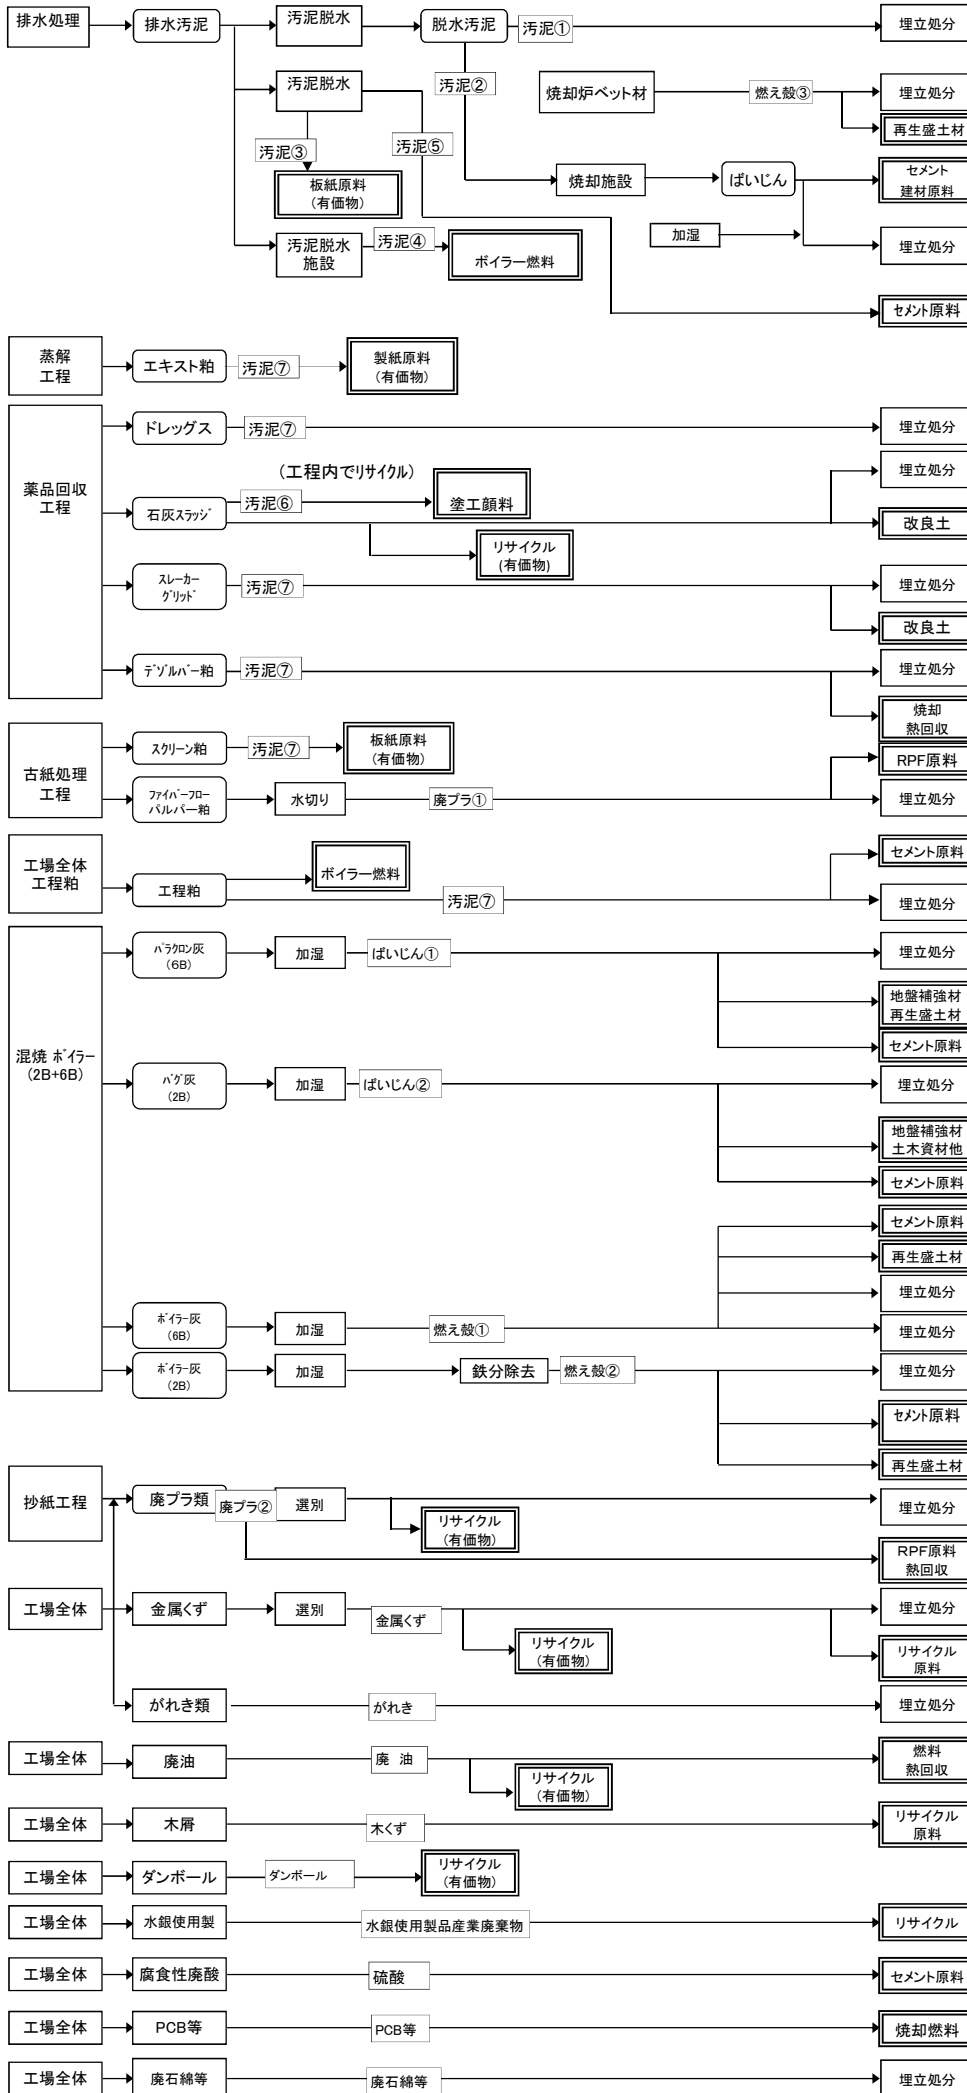 排水処理
排水汚泥
汚泥脱水
脱水汚泥
汚泥①
埋立処分
汚泥脱水
汚泥②
焼却炉ベット材
燃え殻③
埋立処分
再生盛土材
汚泥③
汚泥⑤
板紙原料
(有価物)
焼却施設
ばいじん
セメント
建材原料
加湿
埋立処分
汚泥脱水
施設
汚泥④
ボイラー燃料
セメント原料
蒸解
工程
エキスト粕
汚泥⑦
製紙原料
(有価物)
薬品回収
工程
ドレッグス
汚泥⑦
埋立処分
(工程内でリサイクル)
石灰スラッジ
汚泥⑥
塗工顔料
埋立処分
改良土
リサイクル
(有価物)
スレーカー
グリッド
汚泥⑦
埋立処分
改良土
デゾルバー粕
汚泥⑦
埋立処分
焼却
熱回収
古紙処理
工程
スクリーン粕
汚泥⑦
板紙原料
(有価物)
RPF原料
ファイバーフロー
パルパー粕
水切り
廃プラ①
埋立処分
工場全体
工程粕
工程粕
ボイラー燃料
汚泥⑦
セメント原料
埋立処分
混焼 ボイラー
(2B+6B)
バラクロン灰
(6B)
加湿
ばいじん①
埋立処分
地盤補強材
再生盛土材
セメント原料
バグ灰
(2B)
加湿
ばいじん②
埋立処分
地盤補強材
土木資材他
セメント原料
セメント原料
再生盛土材
埋立処分
ボイラー灰
(6B)
加湿
燃え殻①
埋立処分
ボイラー灰
(2B)
加湿
鉄分除去
燃え殻②
埋立処分
セメント原料
再生盛土材
抄紙工程
廃プラ類
廃プラ②
選別
埋立処分
リサイクル
(有価物)
RPF原料
熱回収
工場全体
金属くず
選別
金属くず
埋立処分
リサイクル
(有価物)
リサイクル
原料
がれき類
がれき
埋立処分
工場全体
廃油
廃 油
燃料
熱回収
リサイクル
(有価物)
工場全体
木屑
木くず
リサイクル
原料
工場全体
ダンボール
ダンボール
リサイクル
(有価物)
工場全体
水銀使用製
水銀使用製品産業廃棄物
リサイクル
工場全体
腐食性廃酸
硫酸
セメント原料
工場全体
PCB等
PCB等
焼却燃料
工場全体
廃石綿等
廃石綿等
埋立処分